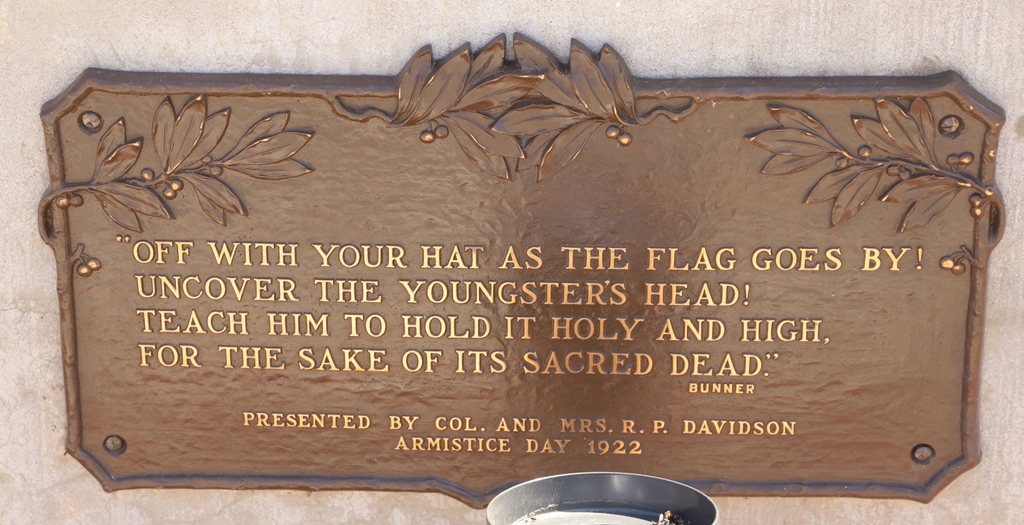 "OFF WITH YOUR HAT AS THE FLAG GOES BY!
UNCOVER THE YOUNGSTER'S HEAD!
TEACH HIM TO HOLD IT HOLY AND HIGH,
FOR THE SAKE OF ITS SACRED DEAD."
BUNNER
PRESENTED BY COL. AND MRS. R. P. DAVIDSON
ARMISTICE DAY 1922